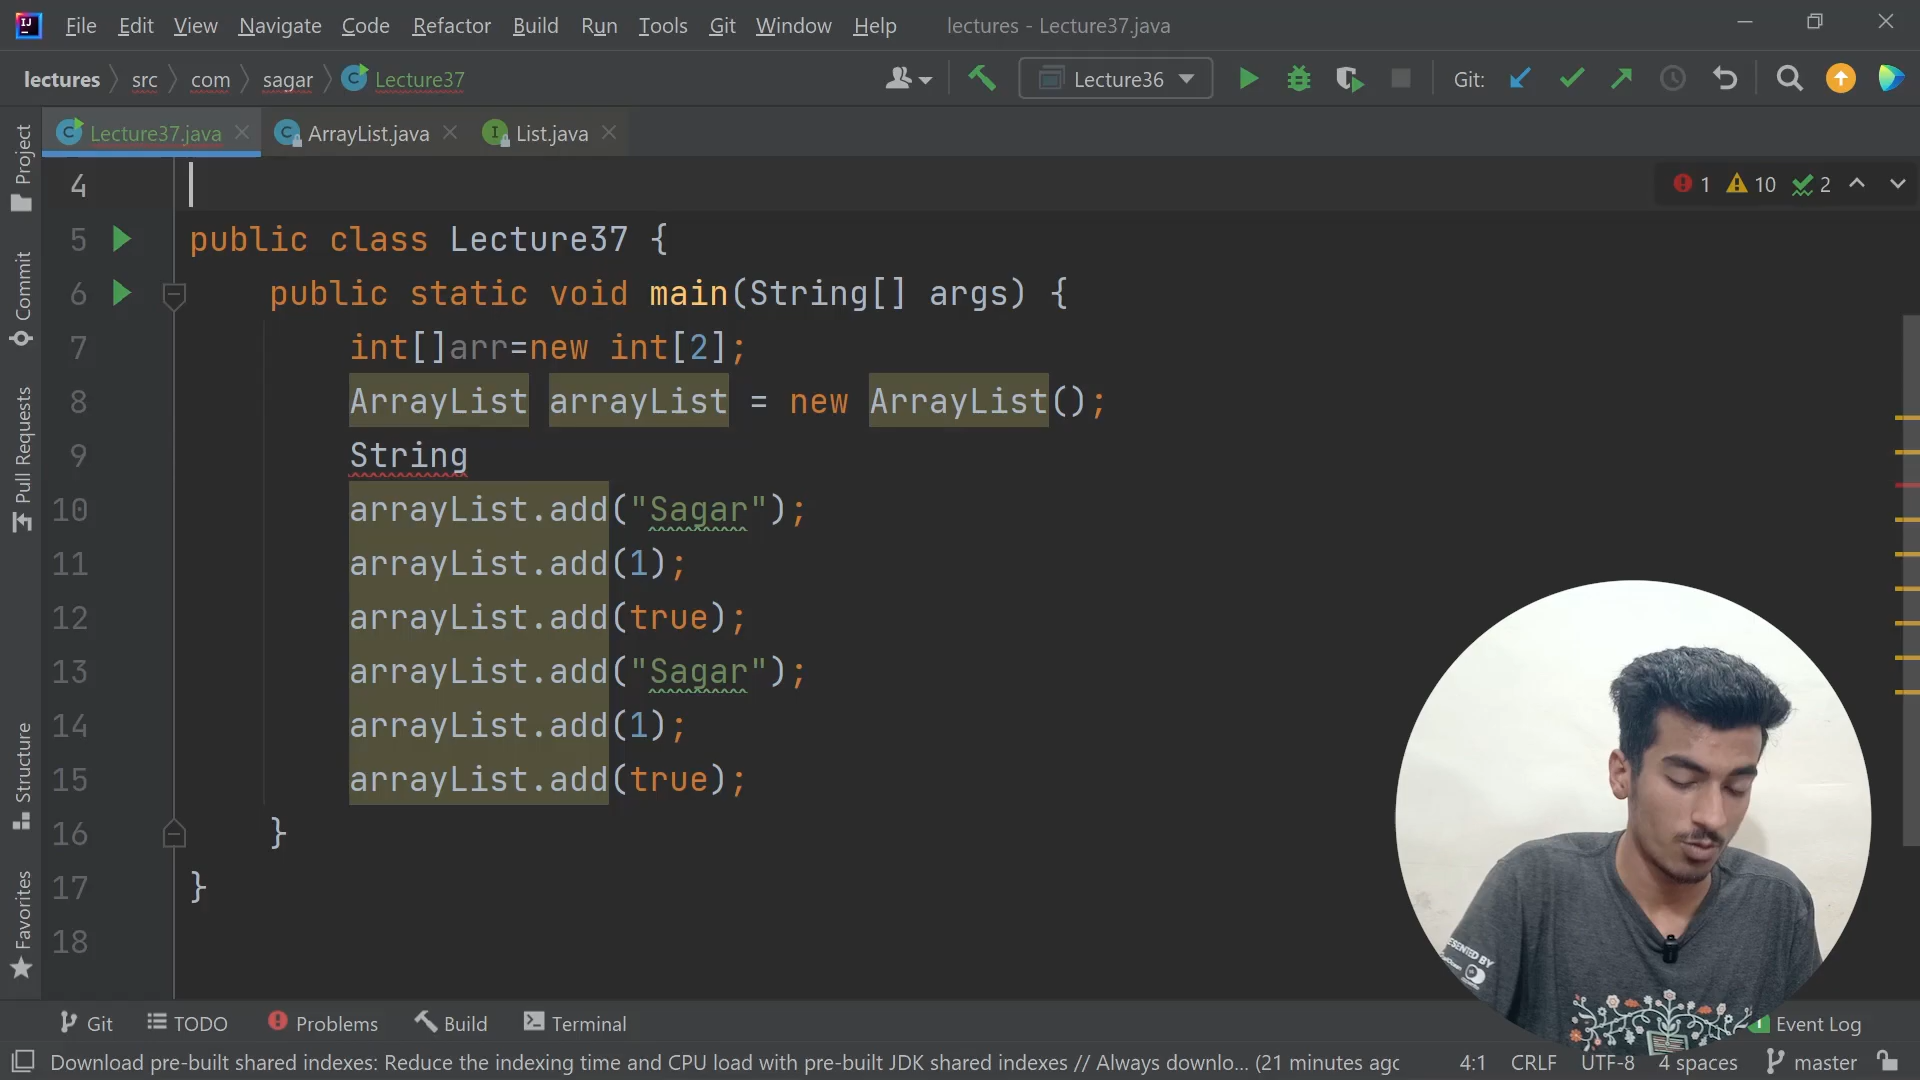 File Edit View Navigate Code Refactor Build Run Tools Git Window Help lectures - Lecture37.java
lectures src com sagar Lecture37 Lecture36 Git:
Lecture37.java ArrayList.java List.java
4 1 10 2
5 public class Lecture37 {
6 public static void main(String[] args) {
7 int[]arr=new int[2];
8 ArrayList arrayList = new ArrayList();
9 String
10 arrayList.add("Sagar");
11 arrayList.add(1);
12 arrayList.add(true);
13 arrayList.add("Sagar");
14 arrayList.add(1);
15 arrayList.add(true);
16 }
17 }
18
Project
Commit
Pull Requests
Structure
Favorites
PRESENTED BY
Git TODO Problems Build Terminal Event Log
Download pre-built shared indexes: Reduce the indexing time and CPU load with pre-built JDK shared indexes // Always downlo... (21 minutes ago 4:1 CRLF UTF-8 4 spaces master